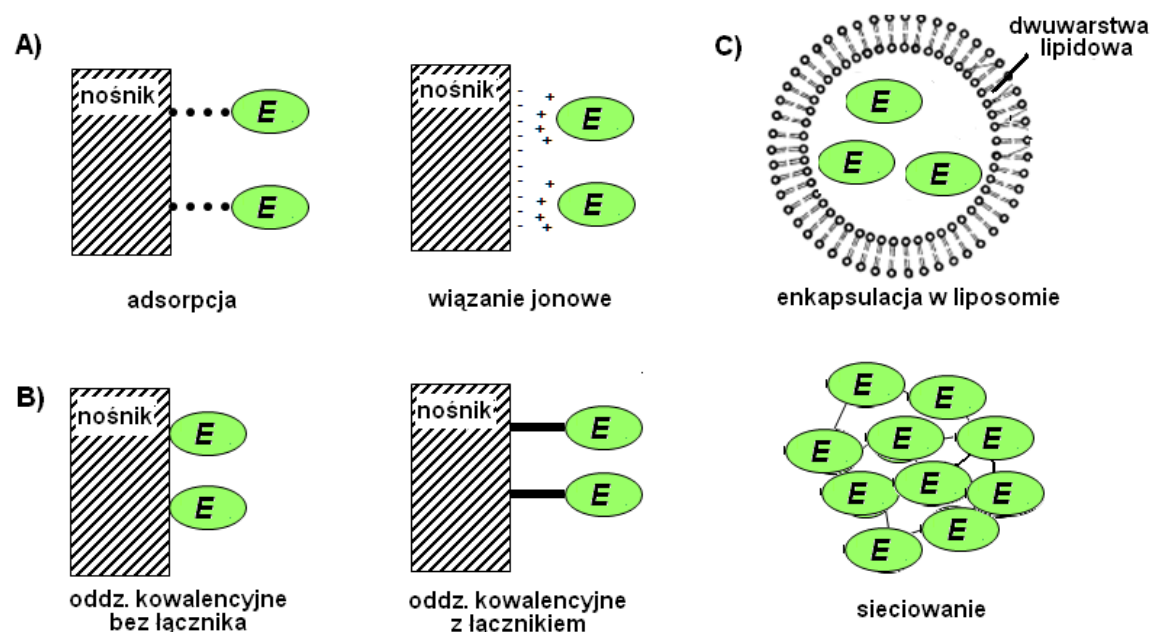 A)
nośnik
E
E
adsorpcja
nośnik
- - - - - - - - - -
+
+
+
+
E
+
+
+
+
E
wiązanie jonowe
C)
dwuwarstwa
lipidowa
E
E
E
enkapsulacja w liposomie
B)
nośnik
E
E
oddz. kowalencyjne
bez łącznika
nośnik
E
E
oddz. kowalencyjne
z łącznikiem
E
E
E
E
E
E
E
E
E
E
sieciowanie